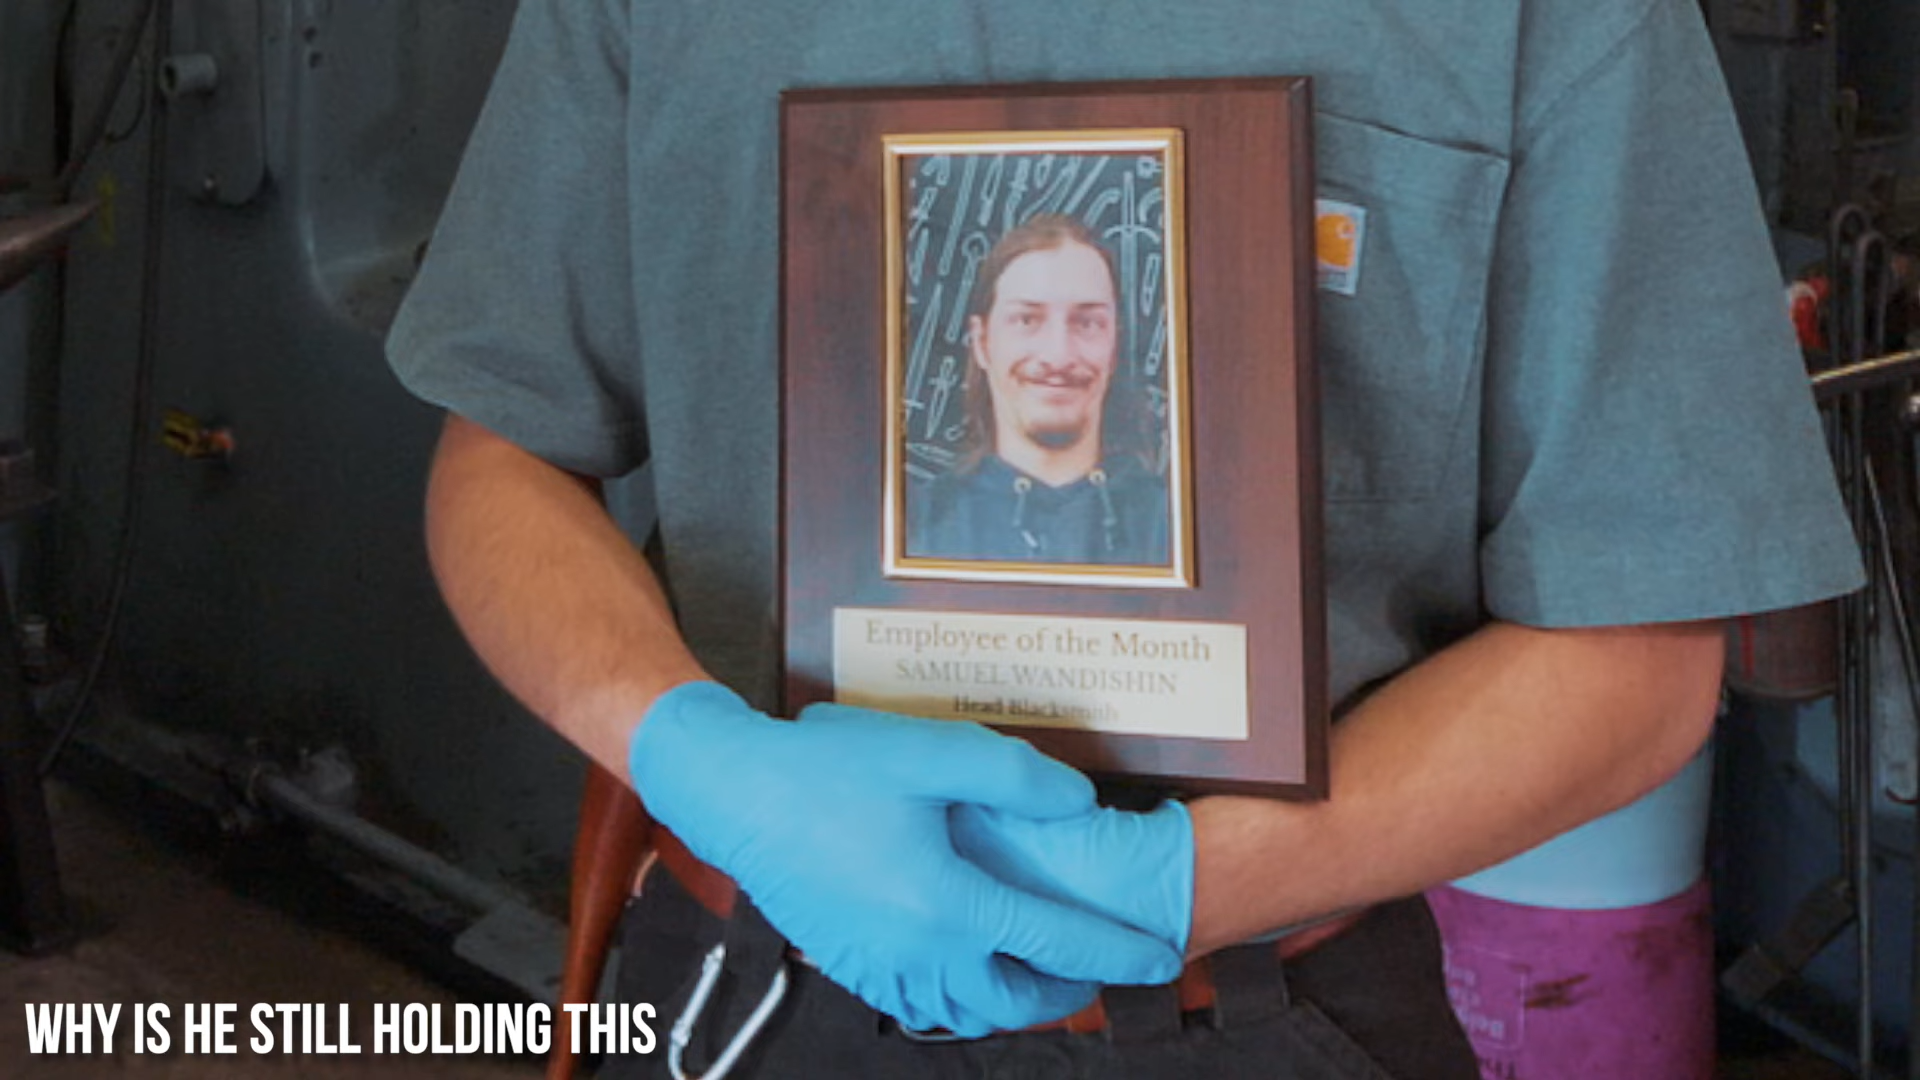 Employee of the Month
SAMUEL WANDISHIN
Head Blacksmith
WHY IS HE STILL HOLDING THIS